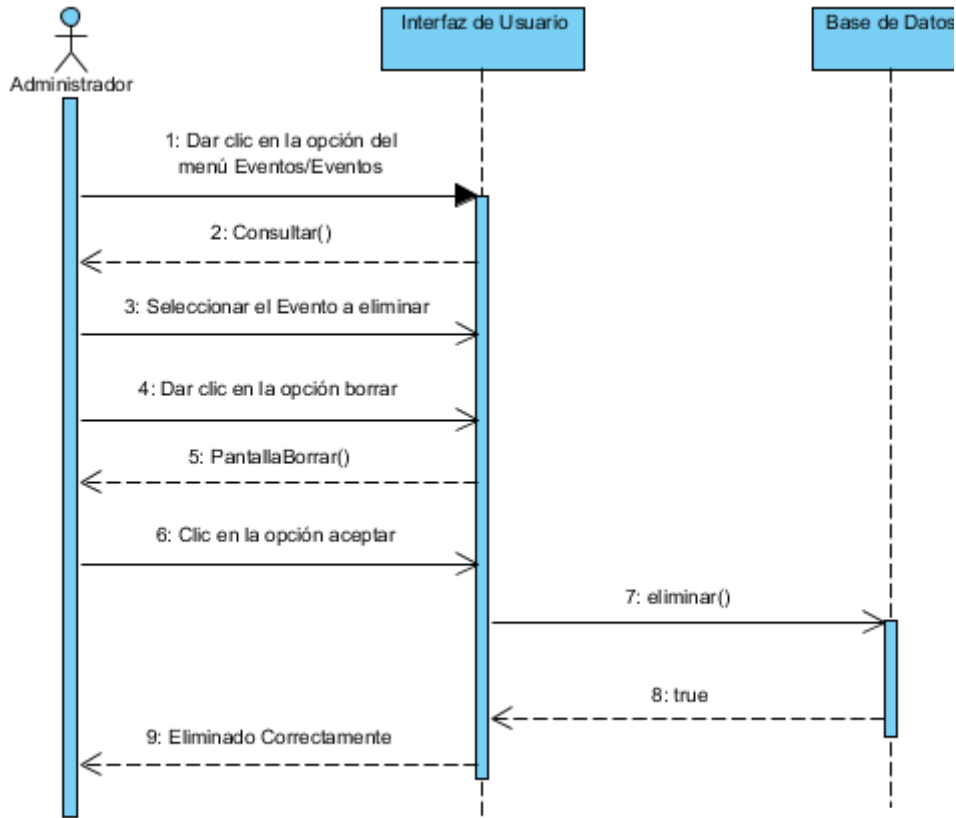 Interfaz de Usuario
Base de Datos
Administrador
1: Dar clic en la opción del
menú Eventos/Eventos
2: Consultar()
3: Seleccionar el Evento a eliminar
4: Dar clic en la opción borrar
5: PantallaBorrar()
6: Clic en la opción aceptar
7: eliminar()
8: true
9: Eliminado Correctamente